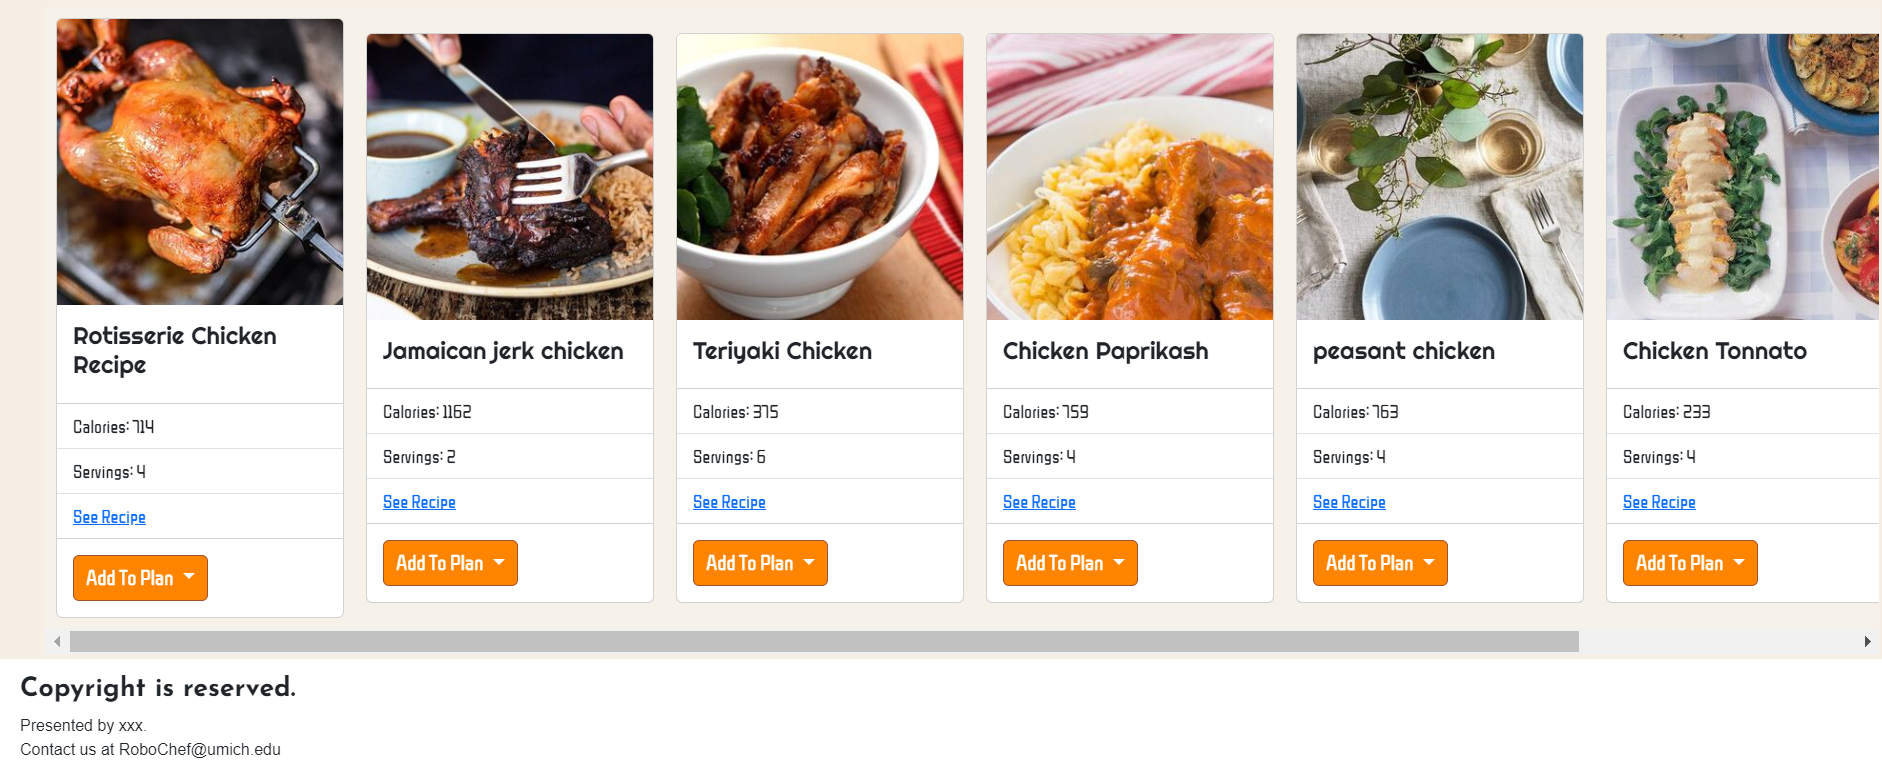 Rotisserie Chicken
Recipe
Calories: 714
Servings: 4
See Recipe
Add To Plan
Jamaican jerk chicken
Calories: 1162
Servings: 2
See Recipe
Add To Plan
Teriyaki Chicken
Calories: 375
Servings: 6
See Recipe
Add To Plan
Chicken Paprikash
Calories: 759
Servings: 4
See Recipe
Add To Plan
peasant chicken
Calories: 763
Servings: 4
See Recipe
Add To Plan
Chicken Tonnato
Calories: 233
Servings: 4
See Recipe
Add To Plan
Copyright is reserved.
Presented by xxx.
Contact us at RoboChef@umich.edu